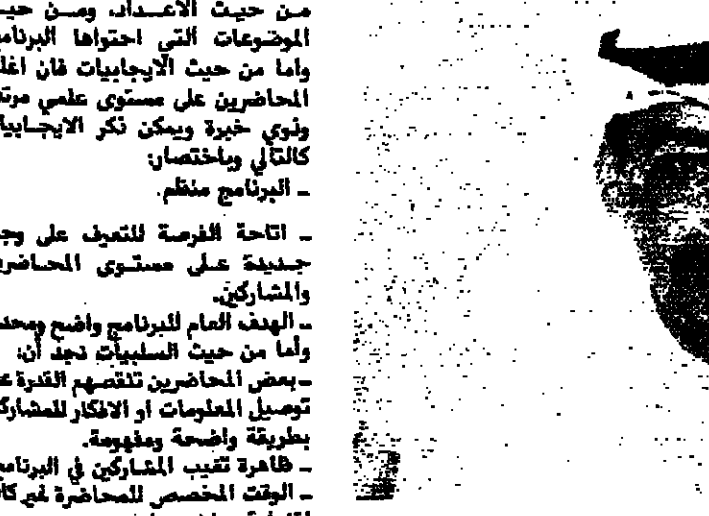 من حيث الاعداد، ومن حيث
الموضوعات التي احتواها البرنامج
وأما من حيث الايجابيات فان اغلب
المحاضرين على مستوى علمي مرتفع
وذوي خبرة ويمكن ذكر الايجابيات
كالتالي وباختصار:
ـ البرنامج منظم.
ـ اتاحة الفرصة للتعرف على وجوه
جديدة على مستوى المحاضرين
والمشاركين.
ـ الهدف العام للبرنامج واضح ومحدد
وأما من حيث السلبيات نجد أن:
ـ بعض المحاضرين تنقصهم القدرة على
توصيل المعلومات او الافكار للمشاركين
بطريقة واضحة ومفهومة.
ـ ظاهرة تغيب المشاركين في البرنامج
ـ الوقت المخصص للمحاضرة غير كاف